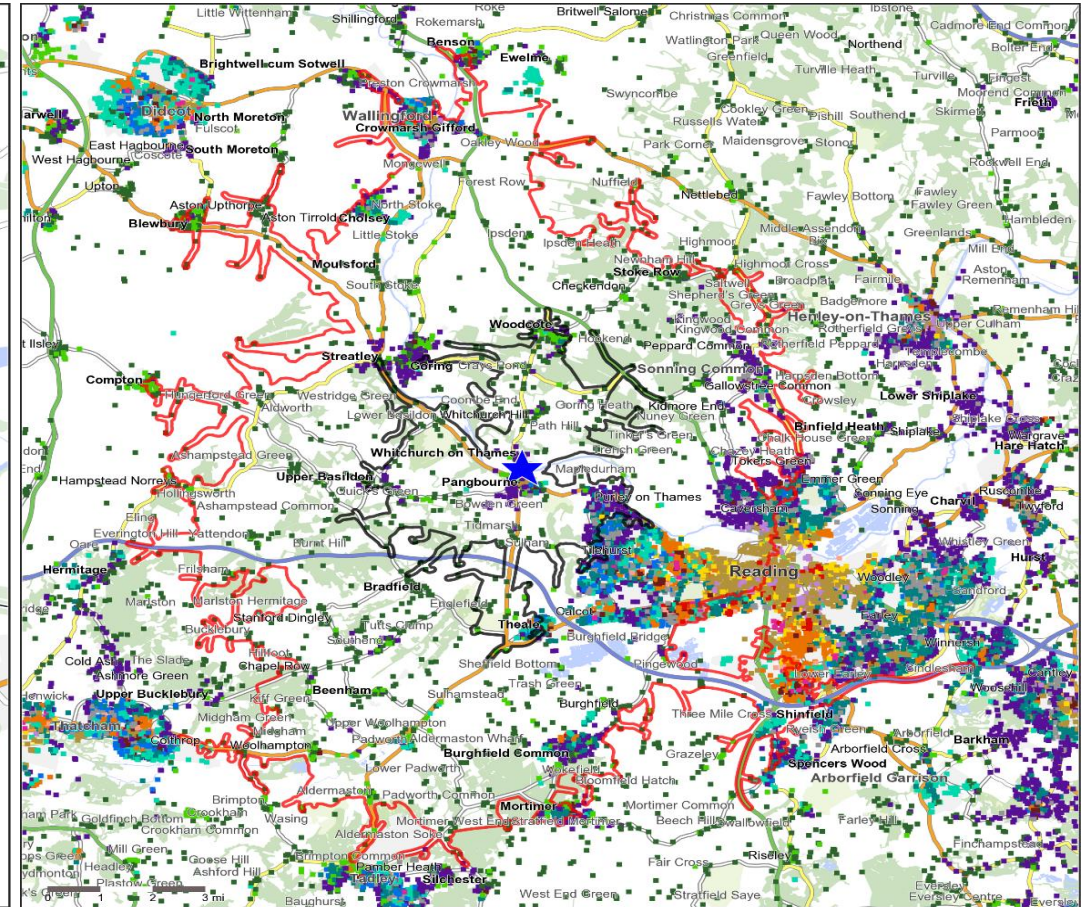 Little Wittenham
Shillingford
Roke
Rokemarsh
Britwell Salome
Christmas Common
Ibstone
Cadmore End Common
Benson
Watlington Park
Queen Wood
Northend
Bolter End
Brightwell cum Sotwell
Ewelme
Greenfield
Turville Heath
Turville
Fingest
Preston Crowmarsh
Swyncombe
Moorend Common
Didcot
North Moreton
Wallingford
Cookley Green
Pishill
Southend
Skirmett
Frieth
Fulscot
Crowmarsh Gifford
Russells Water
Parmoor
East Hagbourne
South Moreton
Oakley Wood
Park Corner
Maidensgrove
Stonor
Coscote
West Hagbourne
Mongewell
Rockwell End
Upton
Forest Row
Nuffield
Nettlebed
Fawley Bottom
Fawley
Fawley Green
Aston Upthorpe
North Stoke
Hambleden
Blewbury
Aston Tirrold
Cholsey
Middle Assendon
Greenlands
Little Stoke
Ipsden
Ipsden Heath
Highmoor
Mill End
Moulsford
Newnham Hill
Highmoor Cross
Aston
Stoke Row
Fairmile
Remenham
South Stoke
Checkendon
Saltwell
Broadplat
Shepherd's Green
Greys Green
Badgemore
Remenham Hill
Woodcote
Kingwood
Henley-on-Thames
Kingwood Common
Rotherfield Greys
Upper Culham
Hookend
Peppard Common
Rotherfield Peppard
Streatley
Goring
Crays Pond
Sonning Common
Templecombe
Harpsden
Compton
Westridge Green
Coombe End
Harpsden Bottom
Hungerford Green
Gallowstree Common
Lower Shiplake
Aldworth
Lower Basildon
Whitchurch Hill
Goring Heath
Kidmore End
Crowsley
Path Hill
Nuney Green
Binfield Heath
Shiplake
Shiplake Cross
Tinker's Green
Chalk House Green
Wargrave
Ashampstead Green
Whitchurch on Thames
Trench Green
Chazey Heath
Hare Hatch
Tokers Green
Hampstead Norreys
Upper Basildon
Pangbourne
Mapledurham
Emmer Green
Quick's Green
Purley on Thames
Sonning Eye
Ruscombe
Ashampstead Common
Bowden Green
Caversham
Sonning
Charvil
Twyford
Eling
Tidmarsh
Everington Hill
Yattendon
Burnt Hill
Sulham
Tilehurst
Whistley Green
Oare
Hurst
Hermitage
Frilsham
Bradfield
Reading
Woodley
Marlston
Marlston Hermitage
Englefield
Sandford
Stanford Dingley
Tutts Clump
Theale
Calcot
Earley
Bucklebury
Southend
Burghfield Bridge
Winnersh
Cold Ash
The Slade
Hillfoot
Chapel Row
Sheffield Bottom
Pingewood
Lower Earley
Sindlesham
Ashmore Green
Trash Green
Henwick
Upper Bucklebury
Beenham
Sulhamstead
Woosehill
Burghfield
Three Mile Cross
Shinfield
Thatcham
Midgham Green
Upper Woolhampton
Ryeish Green
Arborfield
Colthrop
Midgham
Padworth
Aldermaston Wharf
Barkham
Woolhampton
Burghfield Common
Grazeley
Arborfield Cross
Lower Padworth
Wokefield
Spencers Wood
Bloomfield Hatch
Arborfield Garrison
Aldermaston
Padworth Common
Brimpton
Mortimer
Mortimer Common
Goldfinch Bottom
Crookham
Wasing
Mortimer West End
Stratfield Mortimer
Beech Hill
Swallowfield
Farley Hill
Crookham Common
Aldermaston Soke
Mill Green
Goose Hill
Brimpton Common
Finchampstead
Headley
Ashford Hill
Pamber Heath
Fair Cross
Riseley
Plastow Green
Tadley
Silchester
Eversley
Baughurst
West End Green
Stratfield Saye
Eversley Centre
0 1 2 3 mi